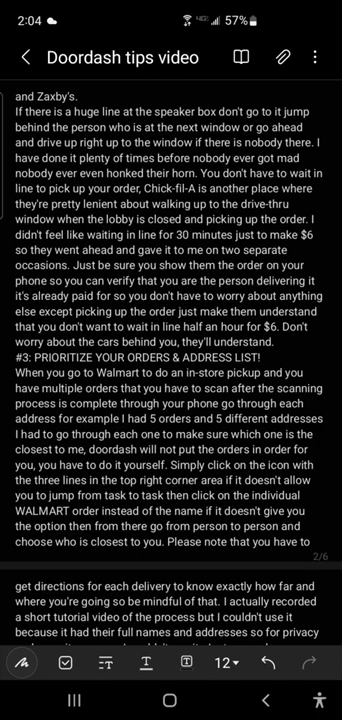 2:04
57%
Doordash tips video
and Zaxby's.
If there is a huge line at the speaker box don't go to it jump
behind the person who is at the next window or go ahead
and drive up right up to the window if there is nobody there. I
have done it plenty of times before nobody ever got mad
nobody ever even honked their horn. You don't have to wait in
line to pick up your order, Chick-fil-A is another place where
they're pretty lenient about walking up to the drive-thru
window when the lobby is closed and picking up the order. I
didn't feel like waiting in line for 30 minutes just to make $6
so they went ahead and gave it to me on two separate
occasions. Just be sure you show them the order on your
phone so you can verify that you are the person delivering it
it's already paid for so you don't have to worry about anything
else except picking up the order just make them understand
that you don't want to wait in line half an hour for $6. Don't
worry about the cars behind you, they'll understand.
#3: PRIORITIZE YOUR ORDERS & ADDRESS LIST!
When you go to Walmart to do an in-store pickup and you
have multiple orders that you have to scan after the scanning
process is complete through your phone go through each
address for example I had 5 orders and 5 different addresses
I had to go through each one to make sure which one is the
closest to me, doordash will not put the orders in order for
you, you have to do it yourself. Simply click on the icon with
the three lines in the top right corner area if it doesn't allow
you to jump from task to task then click on the individual
WALMART order instead of the name if it doesn't give you
the option then from there go from person to person and
choose who is closest to you. Please note that you have to
2/6
get directions for each delivery to know exactly how far and
where you're going so be mindful of that. I actually recorded
a short tutorial video of the process but I couldn't use it
because it had their full names and addresses so for privacy
12